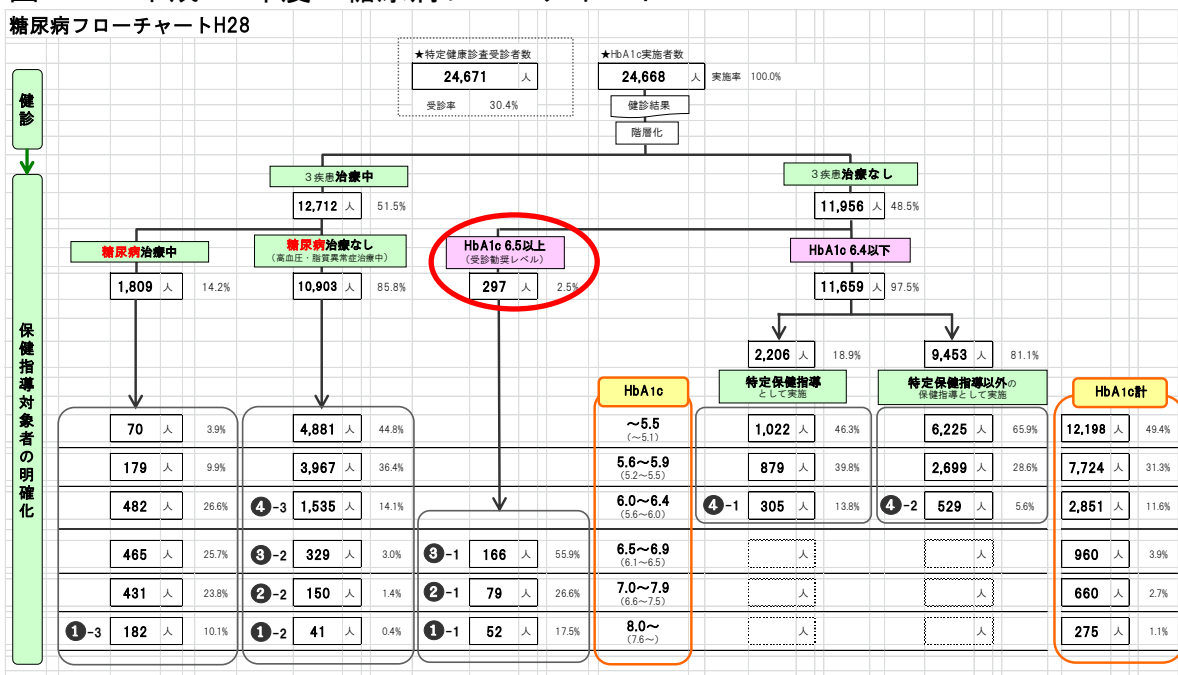 糖尿病フローチャートH28
★特定健康診査受診者数
24,671 人
受診率 30.4%
★HbA1c実施者数
24,668 人 実施率 100.0%
健診結果
階層化
健診
3疾患治療中
12,712 人 51.5%
3疾患治療なし
11,956 人 48.5%
糖尿病治療中
1,809 人 14.2%
糖尿病治療なし
(高血圧・脂質異常症治療中)
10,903 人 85.8%
HbA1c 6.5以上
(受診勧奨レベル)
297 人 2.5%
HbA1c 6.4以下
11,659 人 97.5%
2,206 人 18.9%
特定保健指導
として実施
9,453 人 81.1%
特定保健指導以外の
保健指導として実施
保健指導対象者の明確化
HbA1c
HbA1c計
70 人 3.9% 4,881 人 44.8% ～5.5 1,022 人 46.3% 6,225 人 65.9% 12,198 人 49.4%
(～5.1)
179 人 9.9% 3,967 人 36.4% 5.6～5.9 879 人 39.8% 2,699 人 28.6% 7,724 人 31.3%
(5.2～5.5)
482 人 26.6% ❹-3 1,535 人 14.1% 6.0～6.4 ❹-1 305 人 13.8% ❹-2 529 人 5.6% 2,851 人 11.6%
(5.6～6.0)
465 人 25.7% ❸-2 329 人 3.0% ❸-1 166 人 55.9% 6.5～6.9 人 人 960 人 3.9%
(6.1～6.5)
431 人 23.8% ❷-2 150 人 1.4% ❷-1 79 人 26.6% 7.0～7.9 人 人 660 人 2.7%
(6.6～7.5)
❶-3 182 人 10.1% ❶-2 41 人 0.4% ❶-1 52 人 17.5% 8.0～ 人 人 275 人 1.1%
(7.6～)